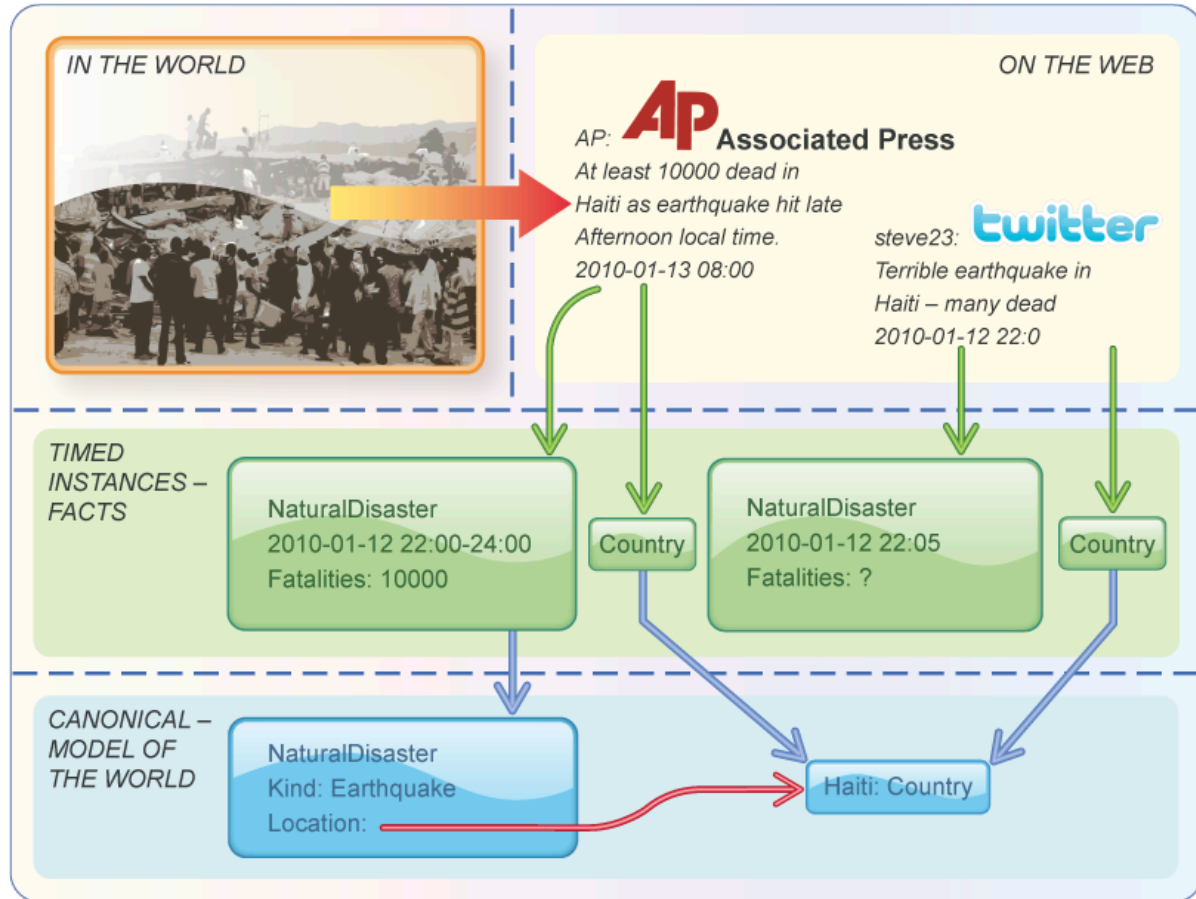 IN THE WORLD
ON THE WEB
AP: AP Associated Press
At least 10000 dead in
Haiti as earthquake hit late
Afternoon local time.
2010-01-13 08:00
steve23: twitter
Terrible earthquake in
Haiti – many dead
2010-01-12 22:0
TIMED
INSTANCES –
FACTS
NaturalDisaster
2010-01-12 22:00-24:00
Fatalities: 10000
Country
NaturalDisaster
2010-01-12 22:05
Fatalities: ?
Country
CANONICAL –
MODEL OF
THE WORLD
NaturalDisaster
Kind: Earthquake
Location:
Haiti: Country